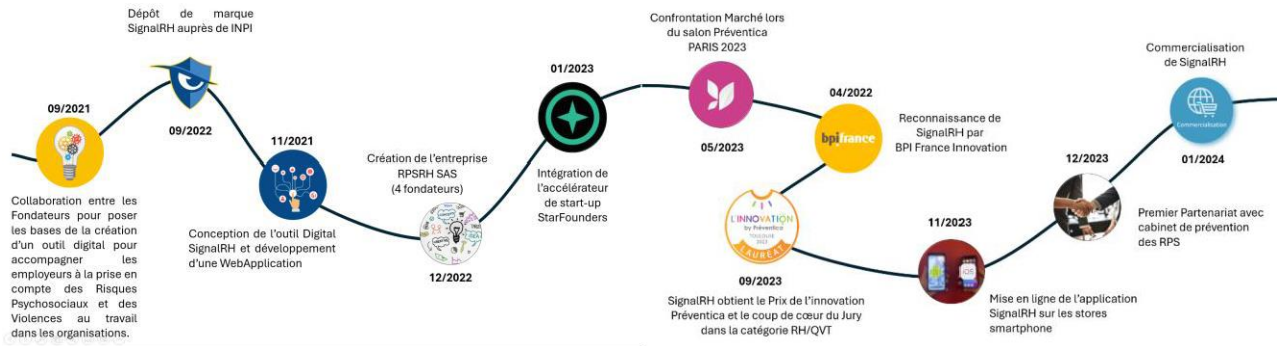 09/2021
Collaboration entre les
Fondateurs pour poser
les bases de la création
d'un outil digital pour
accompagner les
employeurs à la prise en
compte des Risques
Psychosociaux et des
Violences au travail
dans les organisations.
Dépôt de marque
SignalRH auprès de INPI
09/2022
11/2021
Conception de l'outil Digital
SignalRH et développement
d'une WebApplication
Création de l'entreprise
RPSRH SAS
(4 fondateurs)
12/2022
01/2023
Intégration de
l'accélérateur
de start-up
StarFounders
Confrontation Marché lors
du salon Préventica
PARIS 2023
05/2023
04/2022
bpifrance
Reconnaissance de
SignalRH par
BPI France Innovation
L'INNOVATION
by Préventica
TOULOUSE
2023
LAURÉAT
09/2023
SignalRH obtient le Prix de l'innovation
Préventica et le coup de cœur du Jury
dans la catégorie RH/QVT
11/2023
iOS
Mise en ligne de l'application
SignalRH sur les stores
smartphone
12/2023
Premier Partenariat avec
cabinet de prévention
des RPS
Commercialisation
de SignalRH
Commercialisation
01/2024